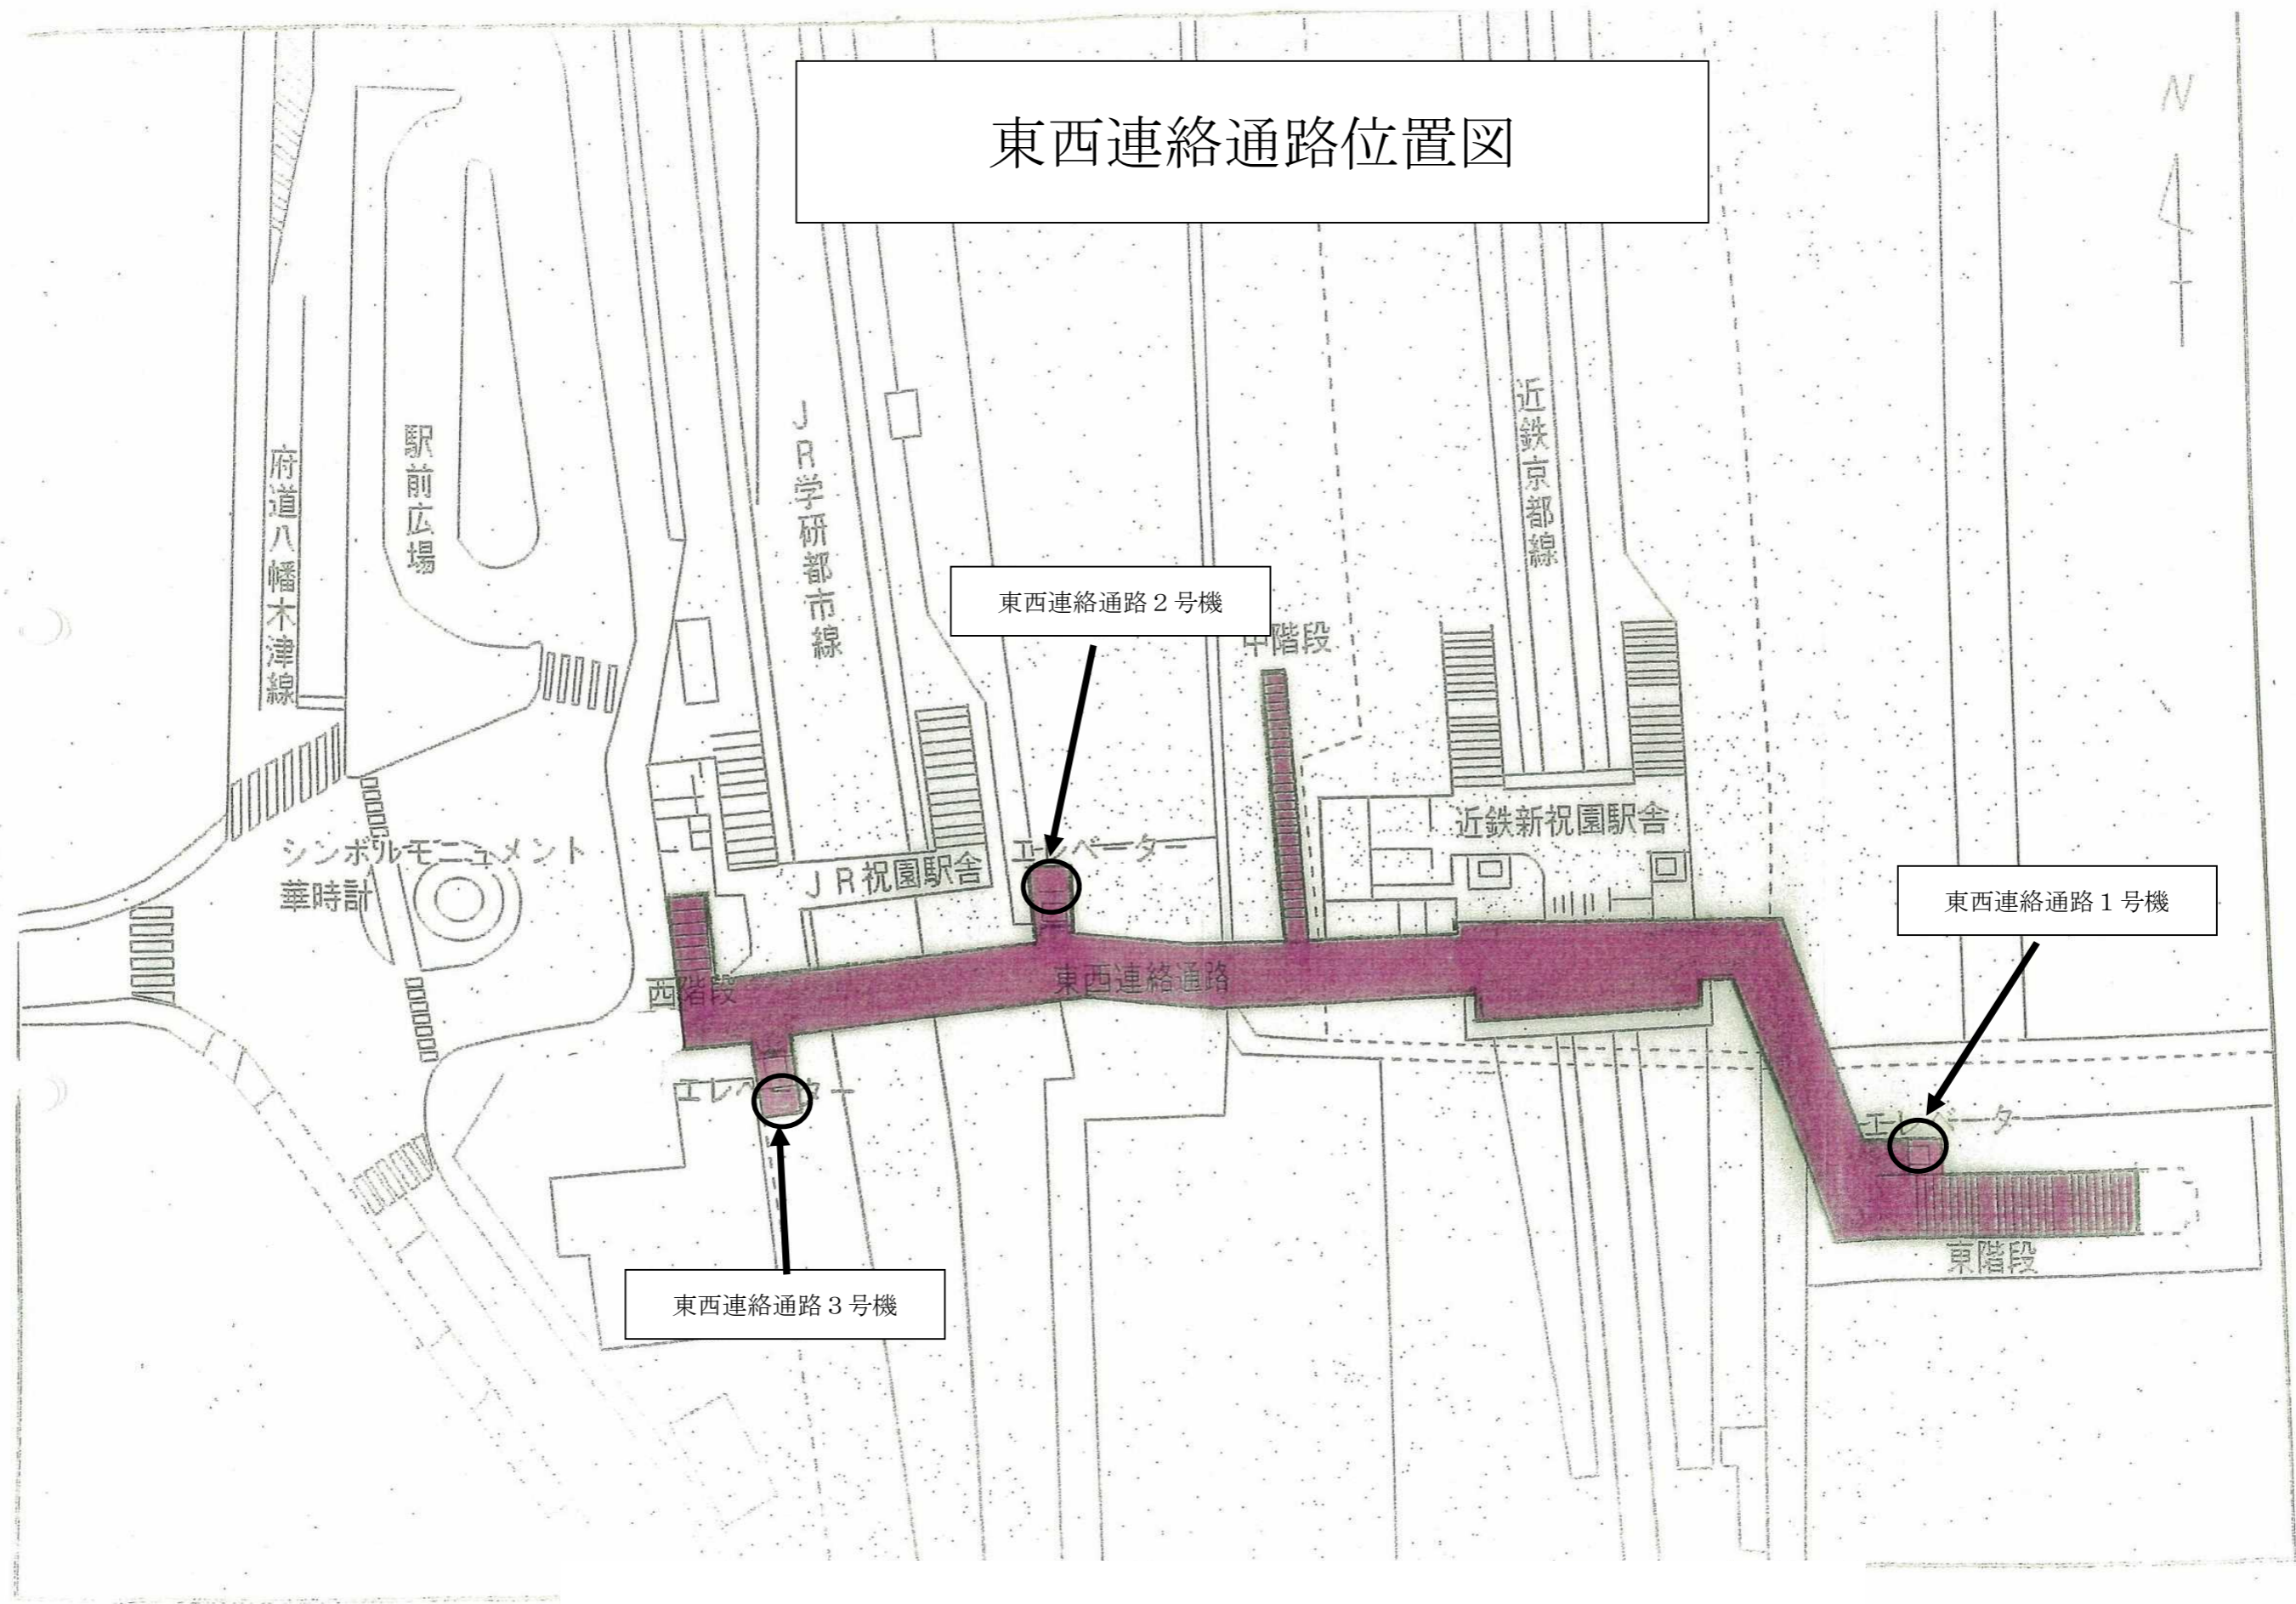 東西連絡通路位置図
N
府道八幡木津線
駅前広場
JR学研都市線
近鉄京都線
東西連絡通路2号機
中階段
シンボルモニュメント
華時計
JR祝園駅舎
エレベーター
近鉄新祝園駅舎
東西連絡通路1号機
西階段
東西連絡通路
エレベーター
エレベータ
東西連絡通路3号機
東階段